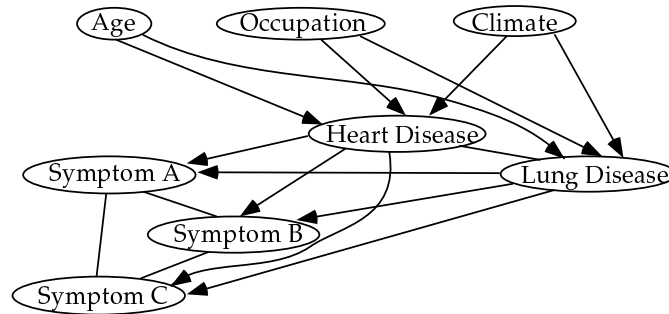 Age
Occupation
Climate
Heart Disease
Symptom A
Lung Disease
Symptom B
Symptom C